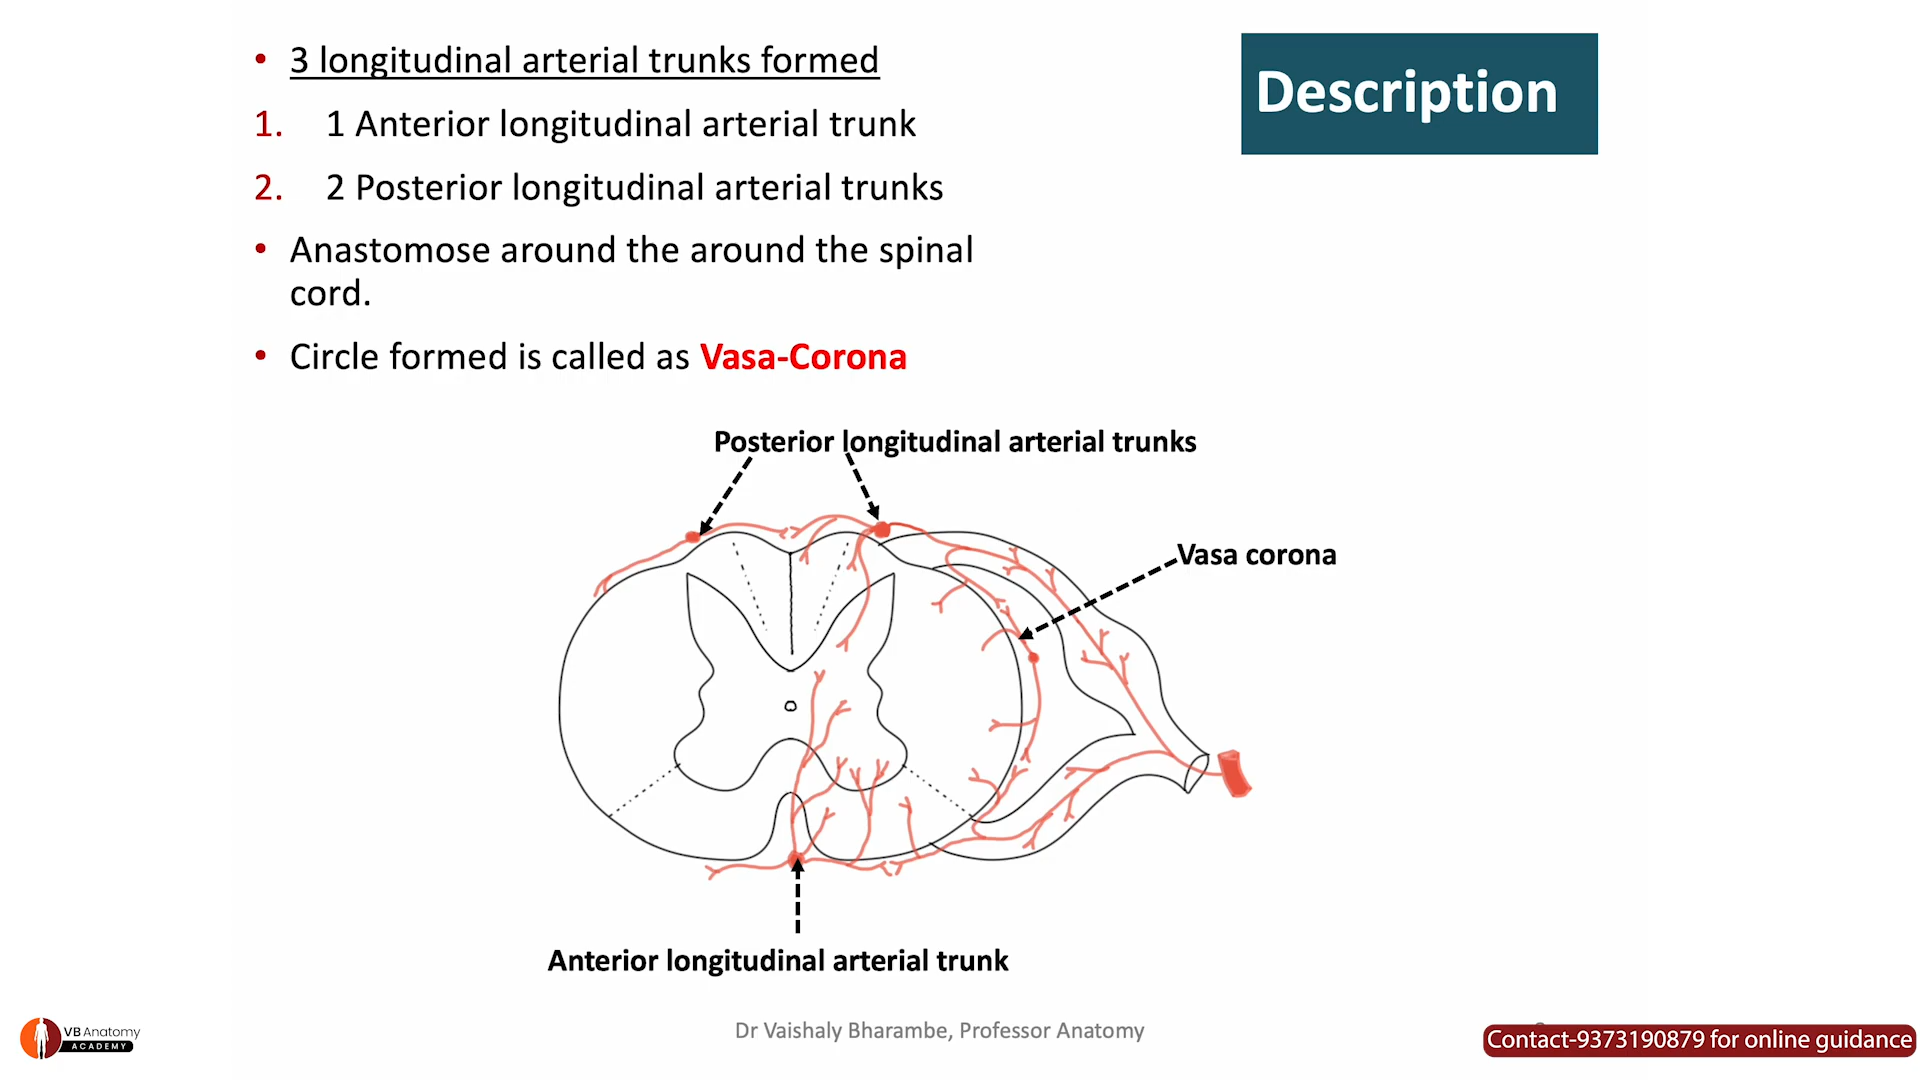 • 3 longitudinal arterial trunks formed
1. 1 Anterior longitudinal arterial trunk
2. 2 Posterior longitudinal arterial trunks
• Anastomose around the around the spinal
cord.
• Circle formed is called as Vasa-Corona
Description
Posterior longitudinal arterial trunks
Vasa corona
Anterior longitudinal arterial trunk
VB Anatomy
ACADEMY
Dr Vaishaly Bharambe, Professor Anatomy
Contact-9373190879 for online guidance